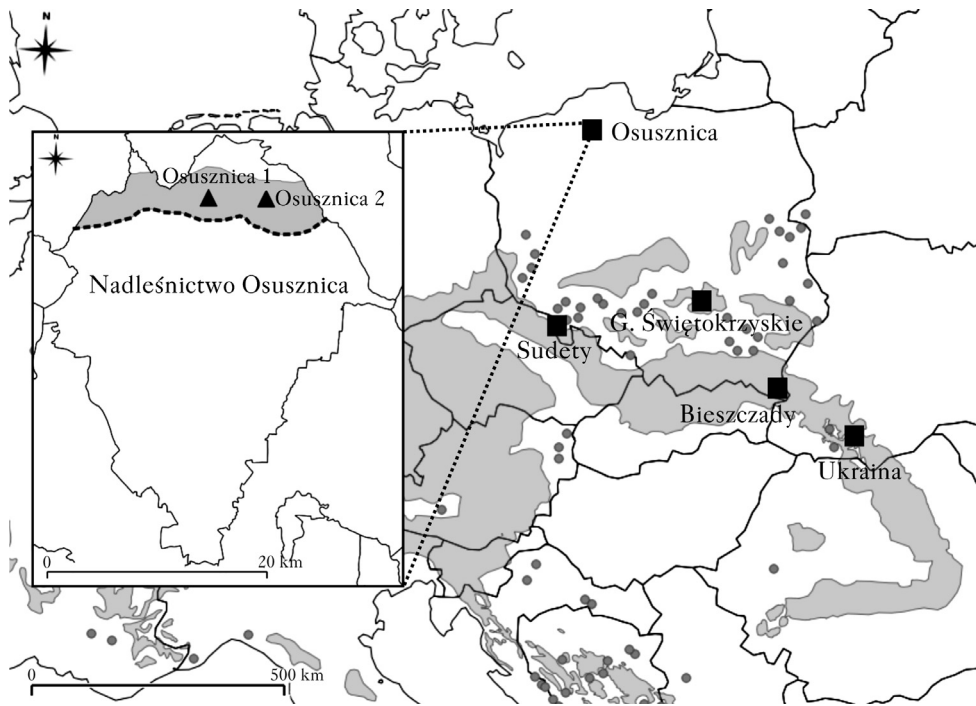 N
Osusznica
N
Osusznica 1
Osusznica 2
Nadleśnictwo Osusznica
G. Świętokrzyskie
Sudety
Bieszczady
Ukraina
0 20 km
0 500 km